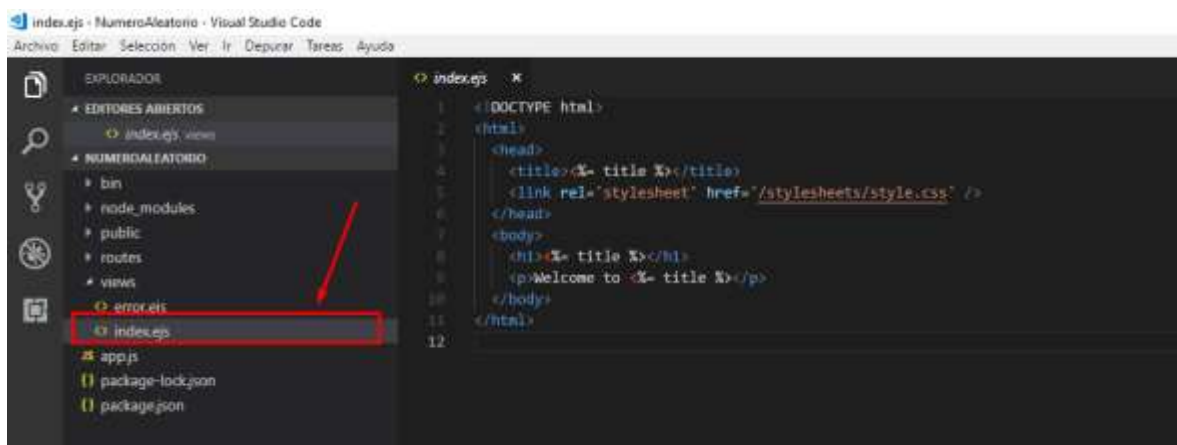 index.ejs - NumeroAleatorio - Visual Studio Code
Archivo Editar Selección Ver Ir Depurar Tareas Ayuda
EXPLORADOR
EDITORES ABIERTOS
index.ejs views
NUMEROALEATORIO
bin
node_modules
public
routes
views
error.ejs
index.ejs
app.js
package-lock.json
package.json
index.ejs
1 <!DOCTYPE html>
2 <html>
3 <head>
4 <title><%= title %></title>
5 <link rel='stylesheet' href='/stylesheets/style.css' />
6 </head>
7 <body>
8 <h1><%= title %></h1>
9 <p>Welcome to <%= title %></p>
10 </body>
11 </html>
12